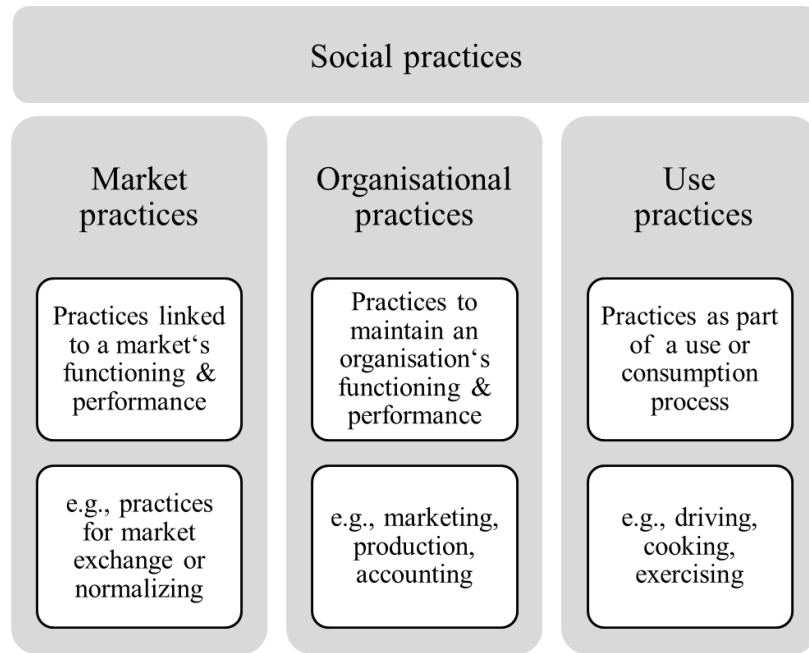 Social practices
Market
practices
Practices linked
to a market‘s
functioning &
performance
e.g., practices
for market
exchange or
normalizing
Organisational
practices
Practices to
maintain an
organisation‘s
functioning &
performance
e.g., marketing,
production,
accounting
Use
practices
Practices as part
of a use or
consumption
process
e.g., driving,
cooking,
exercising